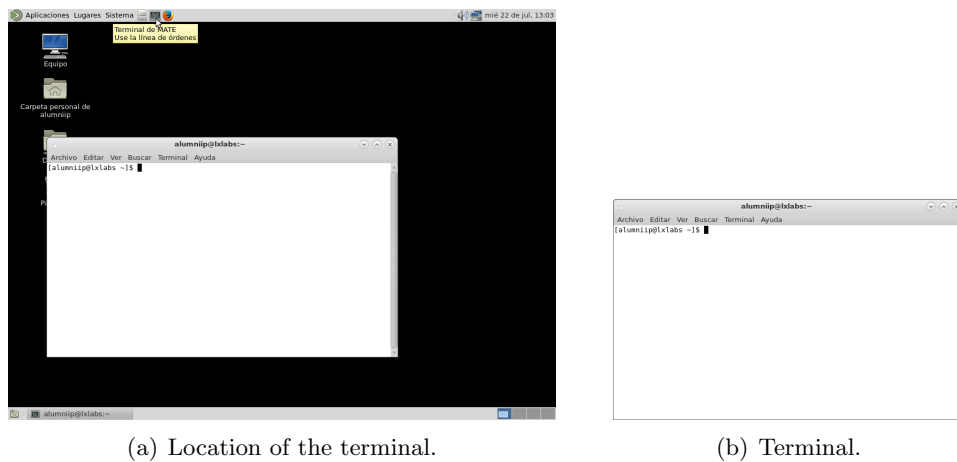 Aplicaciones Lugares Sistema mié 22 de jul, 13:03
Terminal de MATE
Use la línea de órdenes
Equipo
Carpeta personal de
alumniip
alumniip@lxlabs:~
Archivo Editar Ver Buscar Terminal Ayuda
[alumniip@lxlabs ~]$
alumniip@lxlabs:~
(a) Location of the terminal.
alumniip@lxlabs:~
Archivo Editar Ver Buscar Terminal Ayuda
[alumniip@lxlabs ~]$
(b) Terminal.